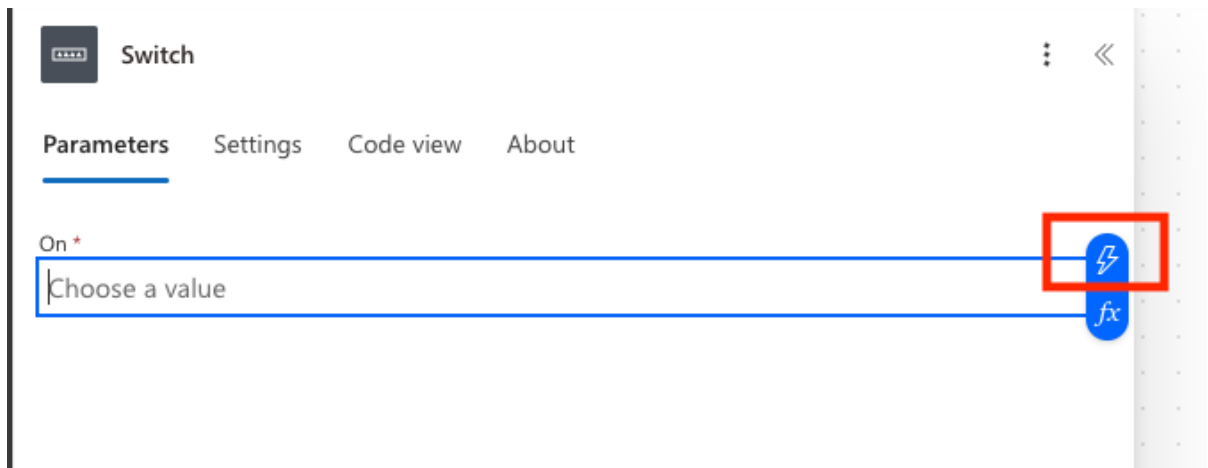 Switch
Parameters Settings Code view About
On *
Choose a value
fx